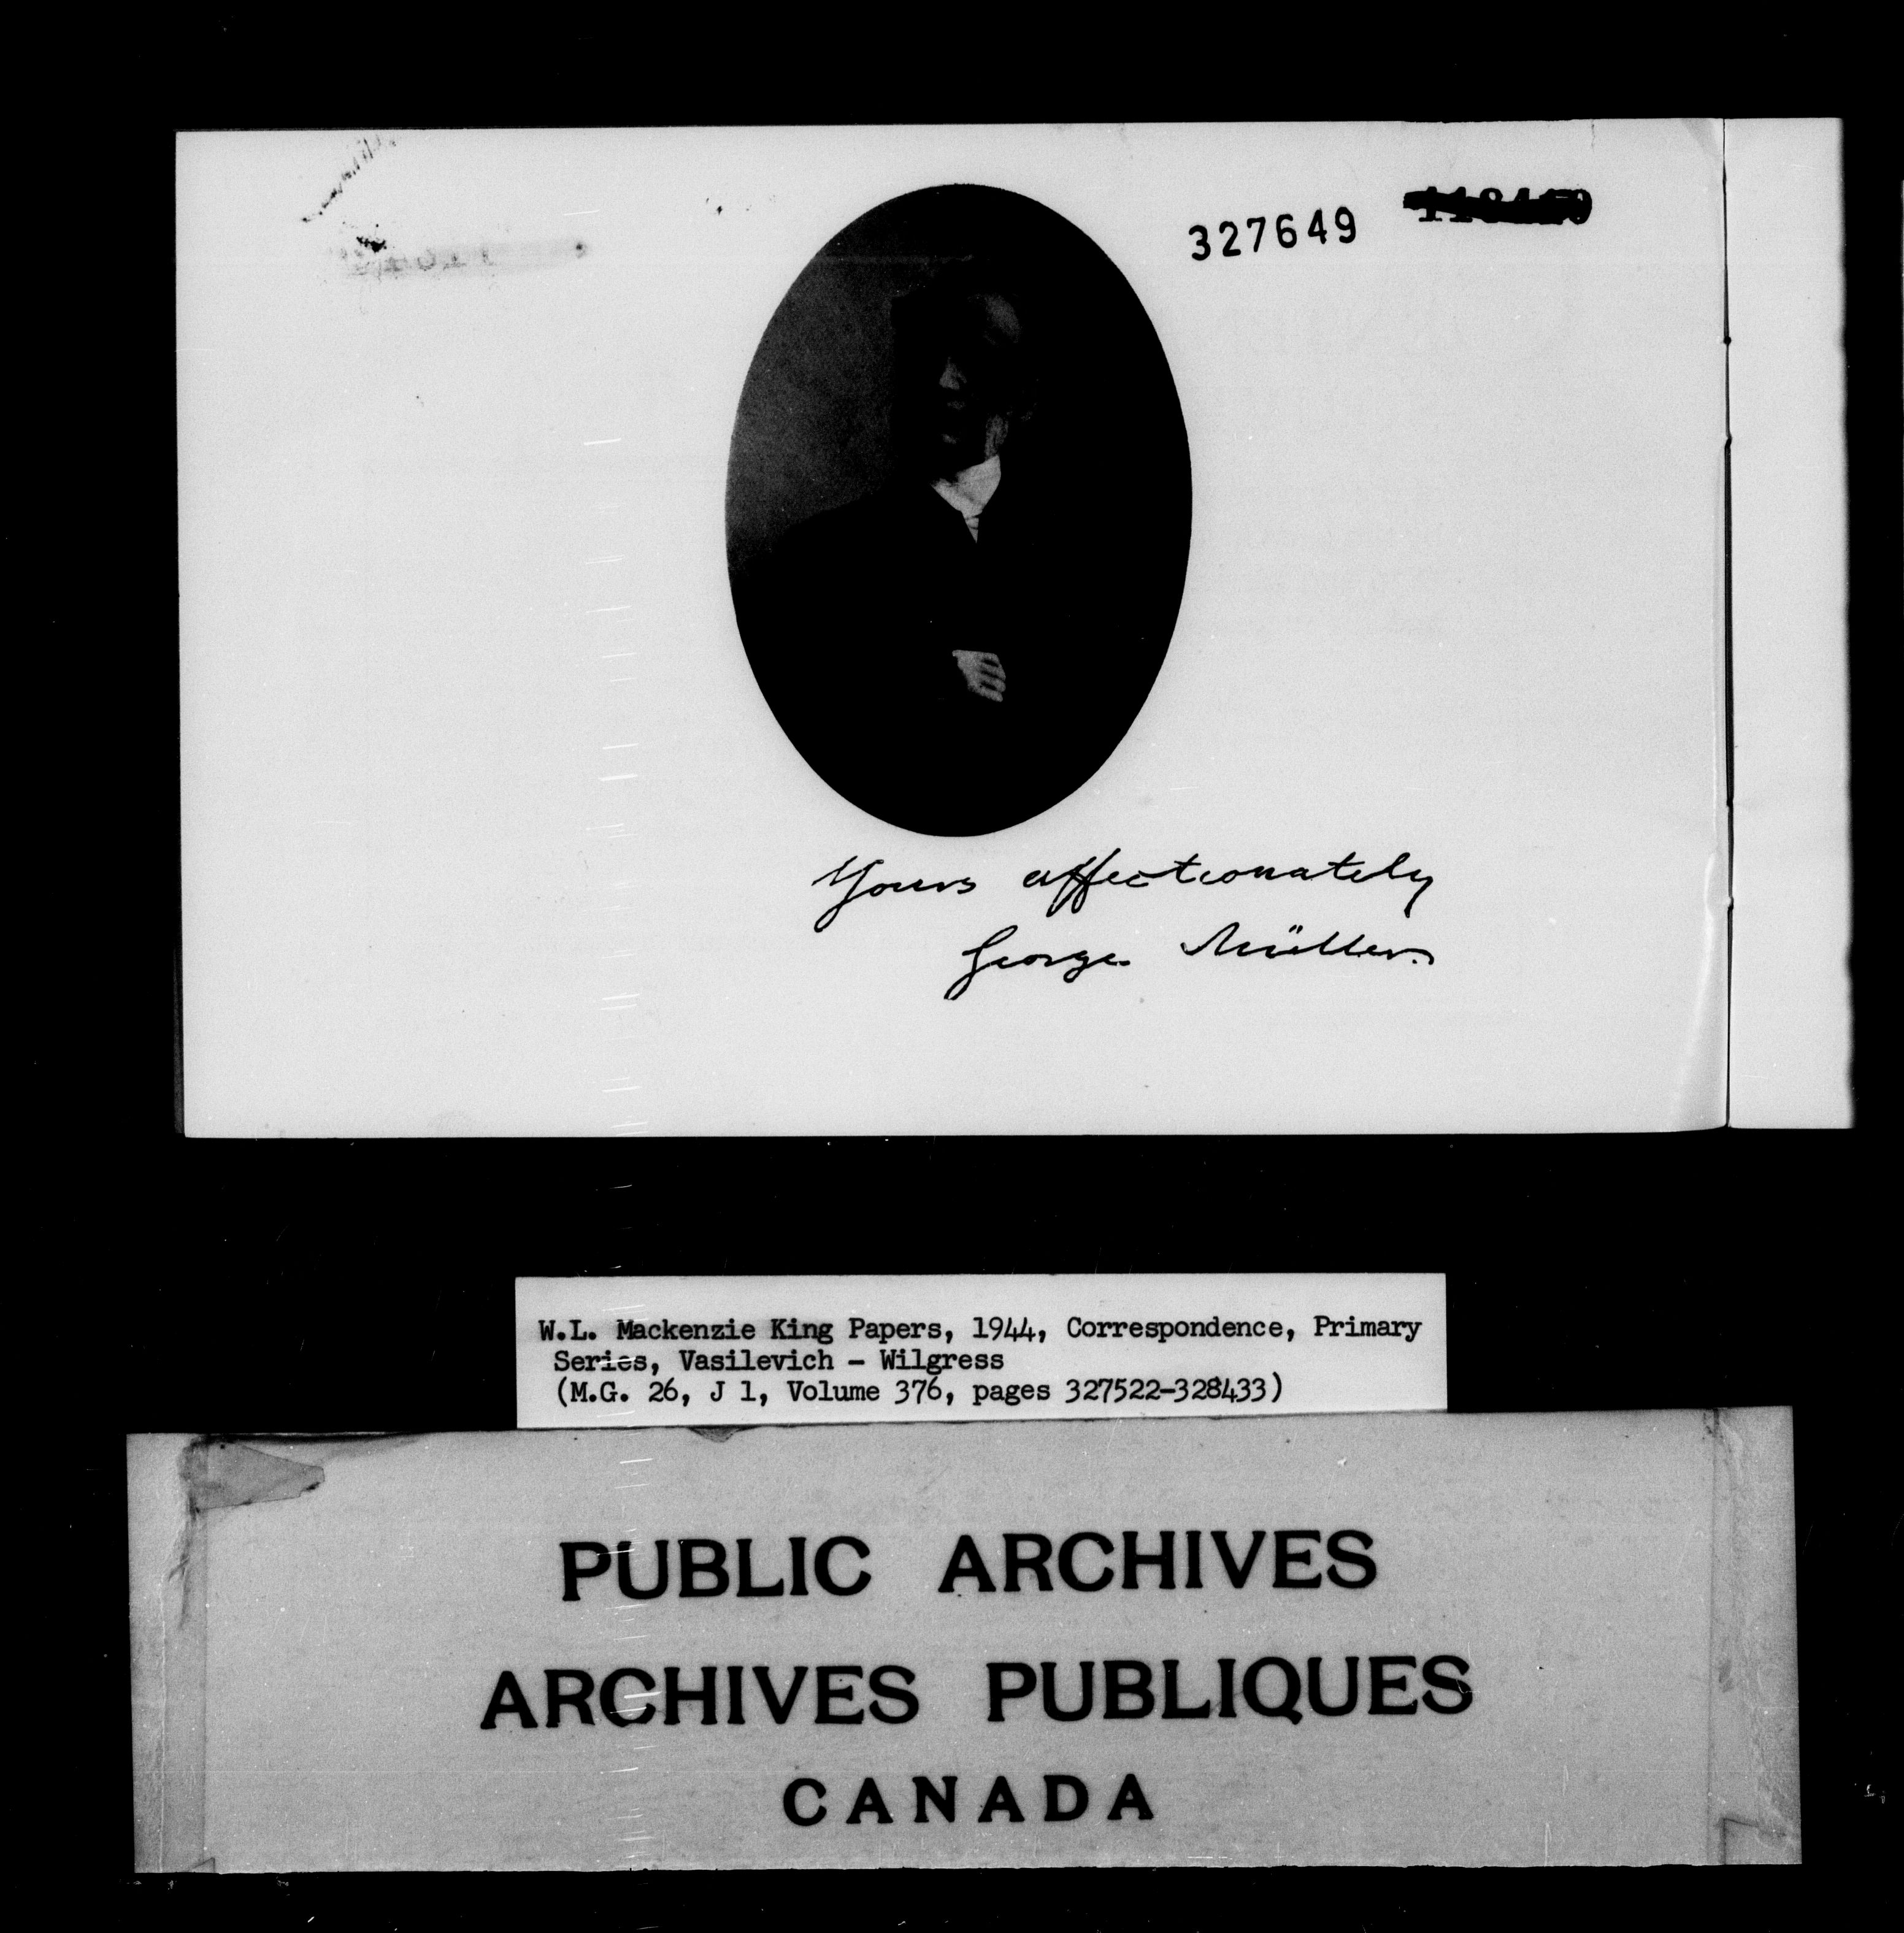 327649
Yours affectionately
George Müller.
W.L. Mackenzie King Papers, 1944, Correspondence, Primary
Series, Vasilevich - Wilgress
(M.G. 26, J 1, Volume 376, pages 327522-328433)
PUBLIC ARCHIVES
ARCHIVES PUBLIQUES
CANADA